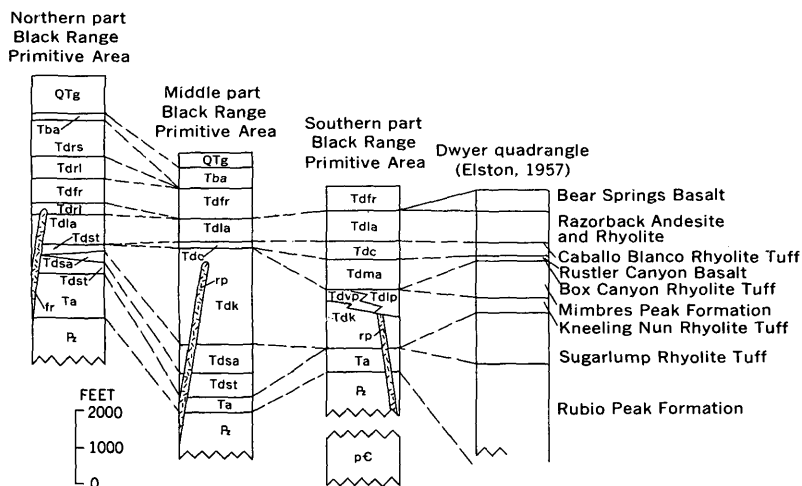 Northern part
Black Range
Primitive Area
QTg
Tba
Tdrs
Tdrl
Tdfr
Tdrl
Tdla
Tdst
Tdsa
Tdst
Ta
fr
FEET
2000
1000
0
Middle part
Black Range
Primitive Area
QTg
Tba
Tdfr
Tdla
Tdc
rp
Tdk
Tdsa
Tdst
Ta
Southern part
Black Range
Primitive Area
Tdfr
Tdla
Tdc
Tdma
Tdvp Tdlp
Tdk
rp
Ta
p€
Dwyer quadrangle
(Elston, 1957)
Bear Springs Basalt
Razorback Andesite
and Rhyolite
Caballo Blanco Rhyolite Tuff
Rustler Canyon Basalt
Box Canyon Rhyolite Tuff
Mimbres Peak Formation
Kneeling Nun Rhyolite Tuff
Sugarlump Rhyolite Tuff
Rubio Peak Formation